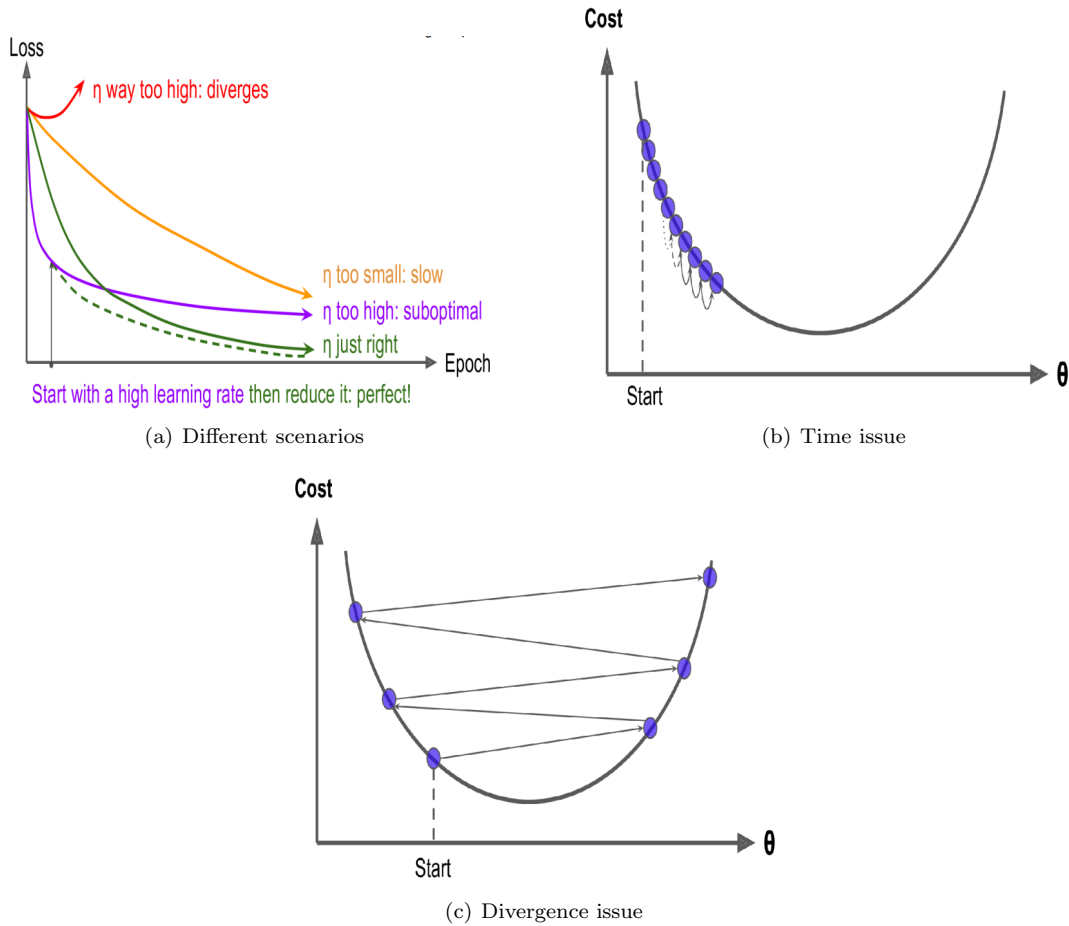 Loss
η way too high: diverges
η too small: slow
η too high: suboptimal
η just right
Epoch
Start with a high learning rate then reduce it: perfect!
(a) Different scenarios
Cost
Start
θ
(b) Time issue
Cost
Start
θ
(c) Divergence issue